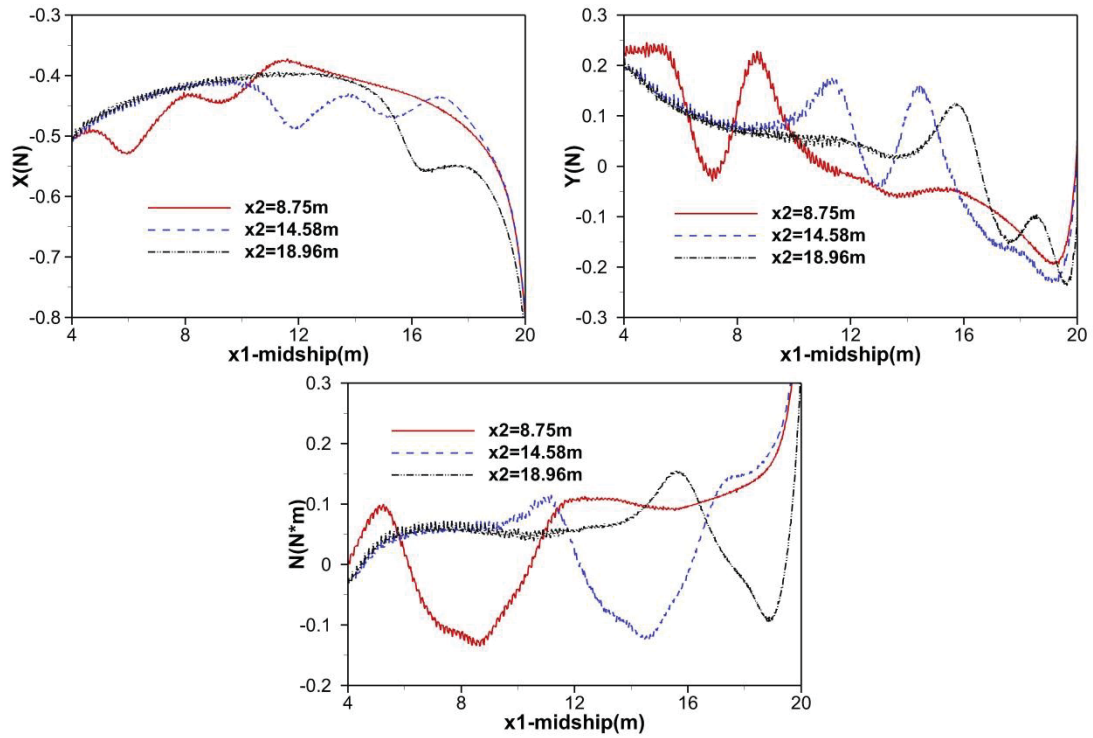 -0.3
-0.4
-0.5
-0.6
-0.7
-0.8
X(N)
x2=8.75m
x2=14.58m
x2=18.96m
4 8 12 16 20
x1-midship(m)
0.3
0.2
0.1
0
-0.1
-0.2
-0.3
Y(N)
x2=8.75m
x2=14.58m
x2=18.96m
4 8 12 16 20
x1-midship(m)
0.3
0.2
0.1
0
-0.1
-0.2
N(N*m)
x2=8.75m
x2=14.58m
x2=18.96m
4 8 12 16 20
x1-midship(m)